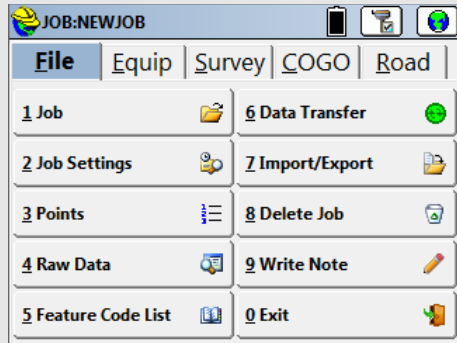 JOB:NEWJOB
File Equip Survey COGO Road
1 Job
6 Data Transfer
2 Job Settings
7 Import/Export
3 Points
8 Delete Job
4 Raw Data
9 Write Note
5 Feature Code List
0 Exit